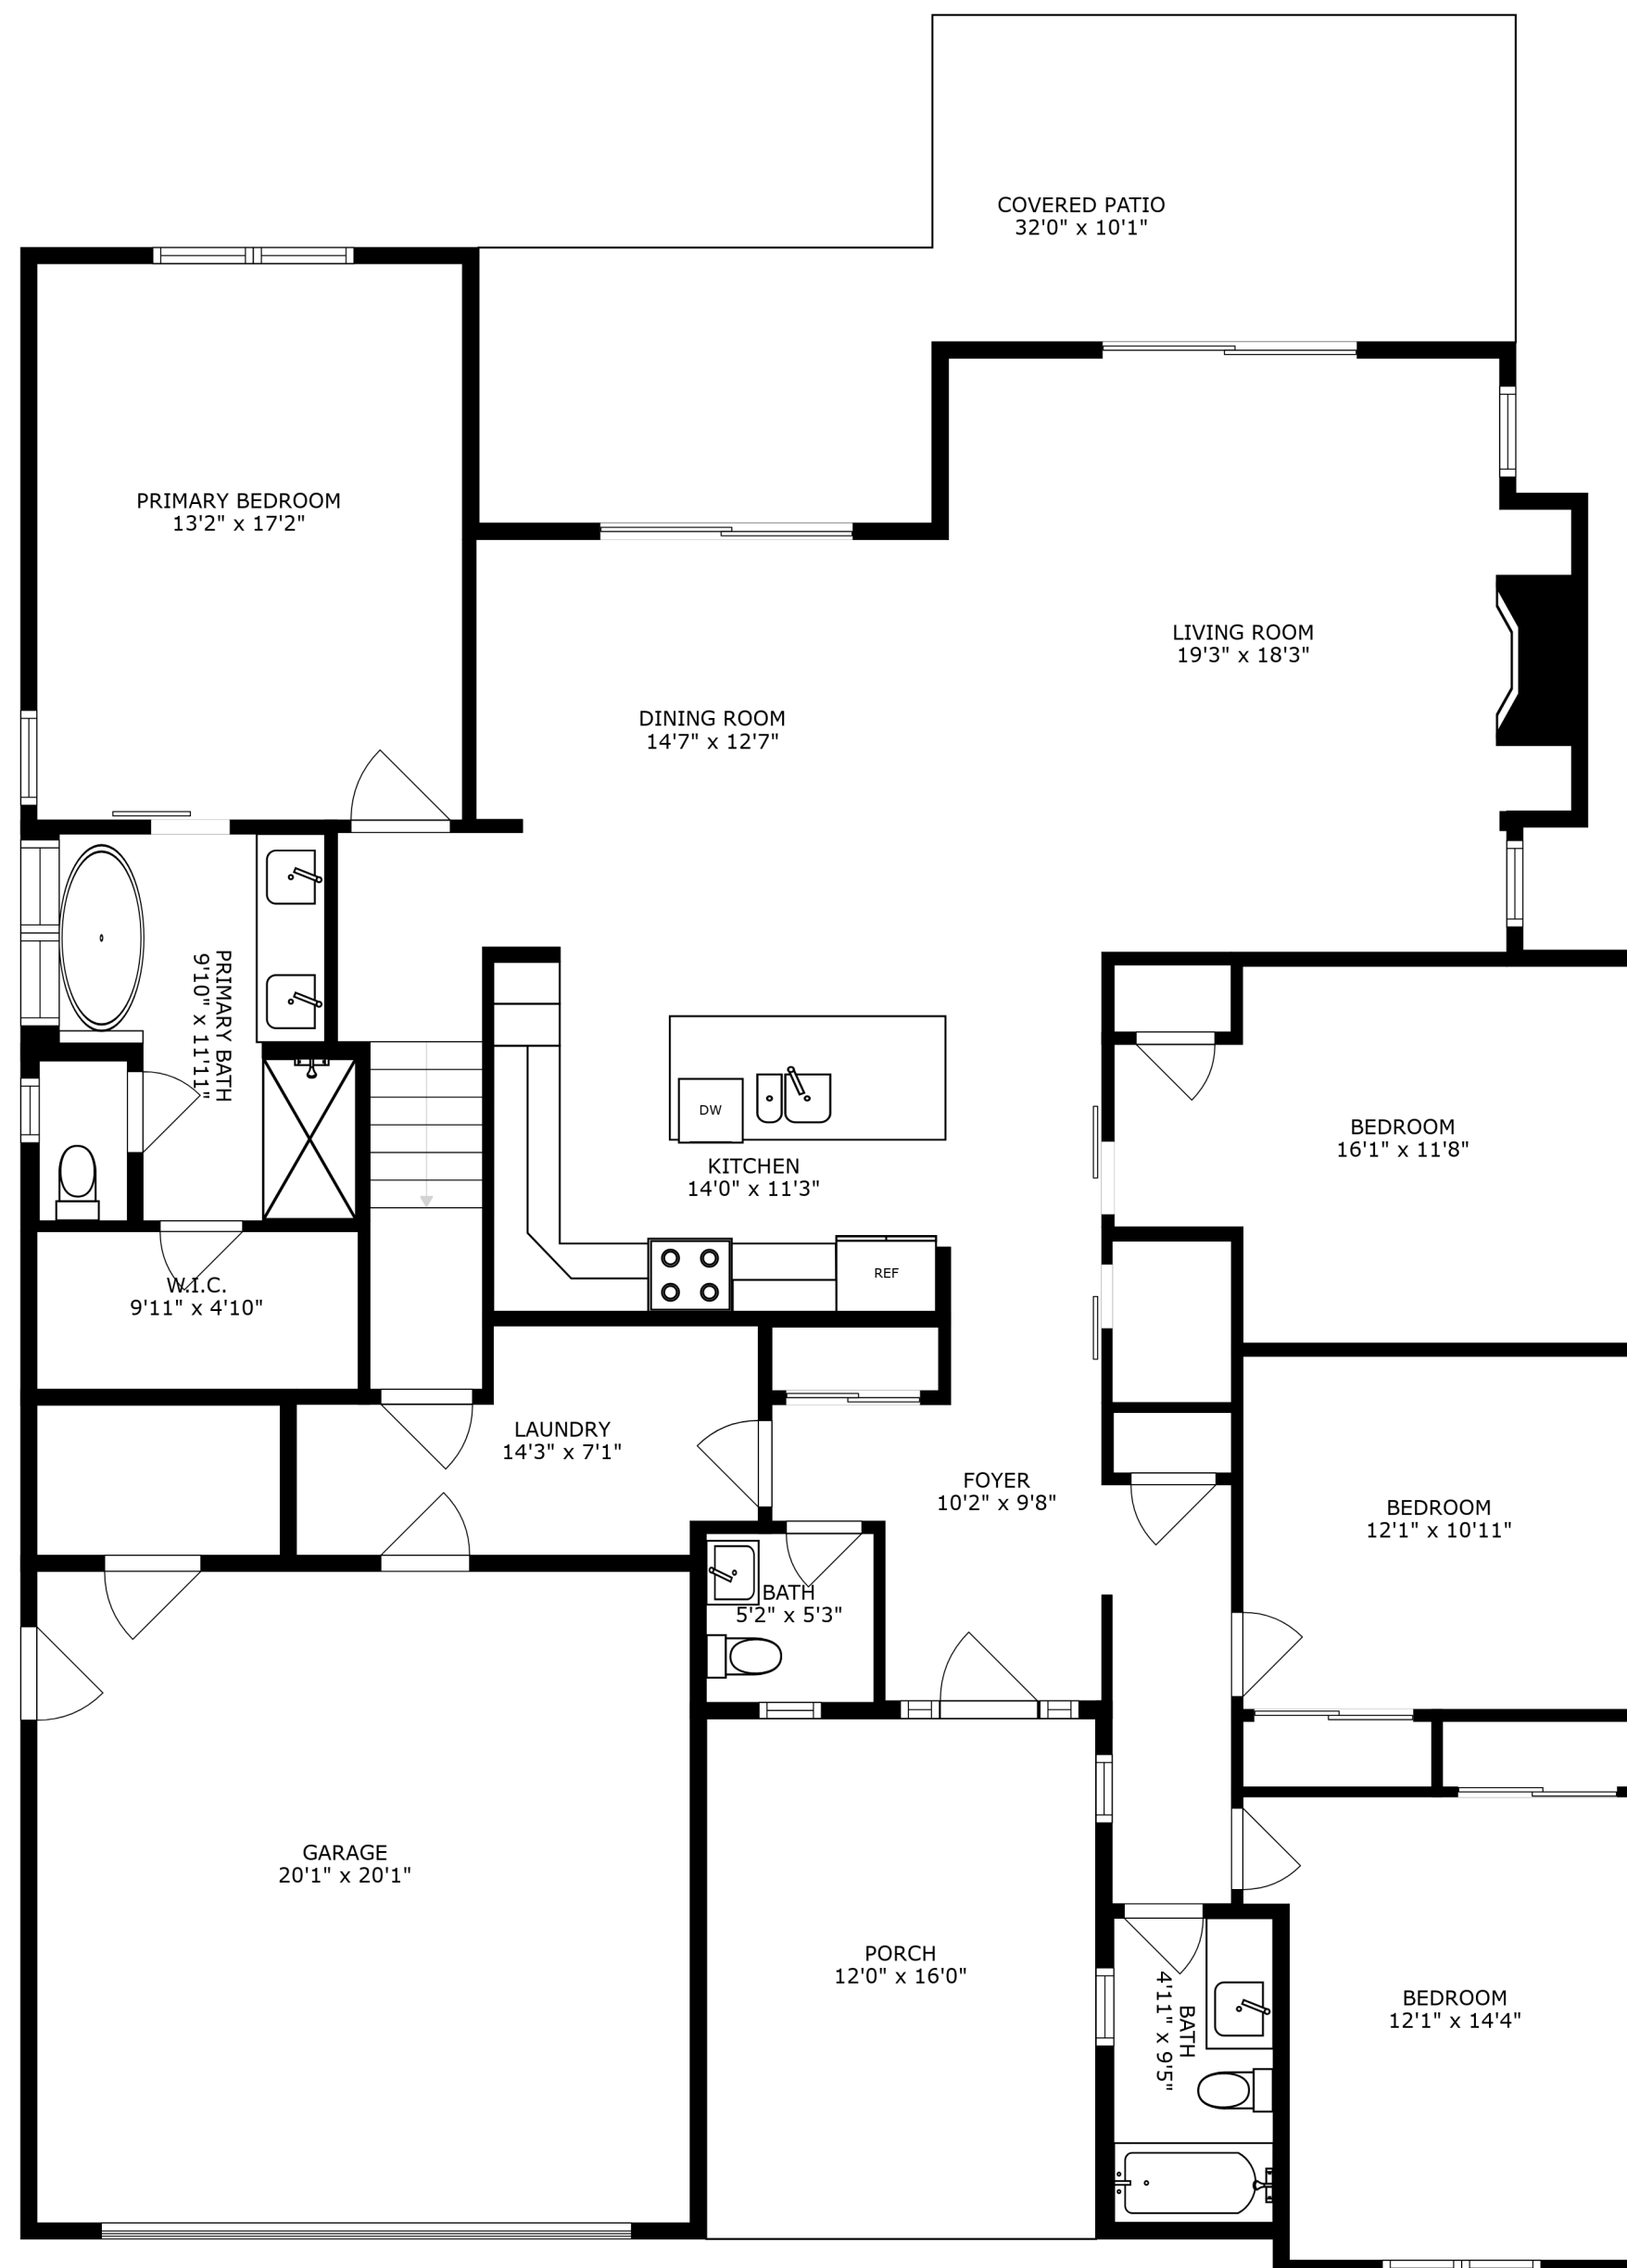 COVERED PATIO
32'0" x 10'1"
PRIMARY BEDROOM
13'2" x 17'2"
LIVING ROOM
19'3" x 18'3"
DINING ROOM
14'7" x 12'7"
PRIMARY BATH
9'10" x 11'11"
DW
KITCHEN
14'0" x 11'3"
BEDROOM
16'1" x 11'8"
REF
W.I.C.
9'11" x 4'10"
LAUNDRY
14'3" x 7'1"
FOYER
10'2" x 9'8"
BEDROOM
12'1" x 10'11"
BATH
5'2" x 5'3"
GARAGE
20'1" x 20'1"
PORCH
12'0" x 16'0"
BATH
4'11" x 9'5"
BEDROOM
12'1" x 14'4"